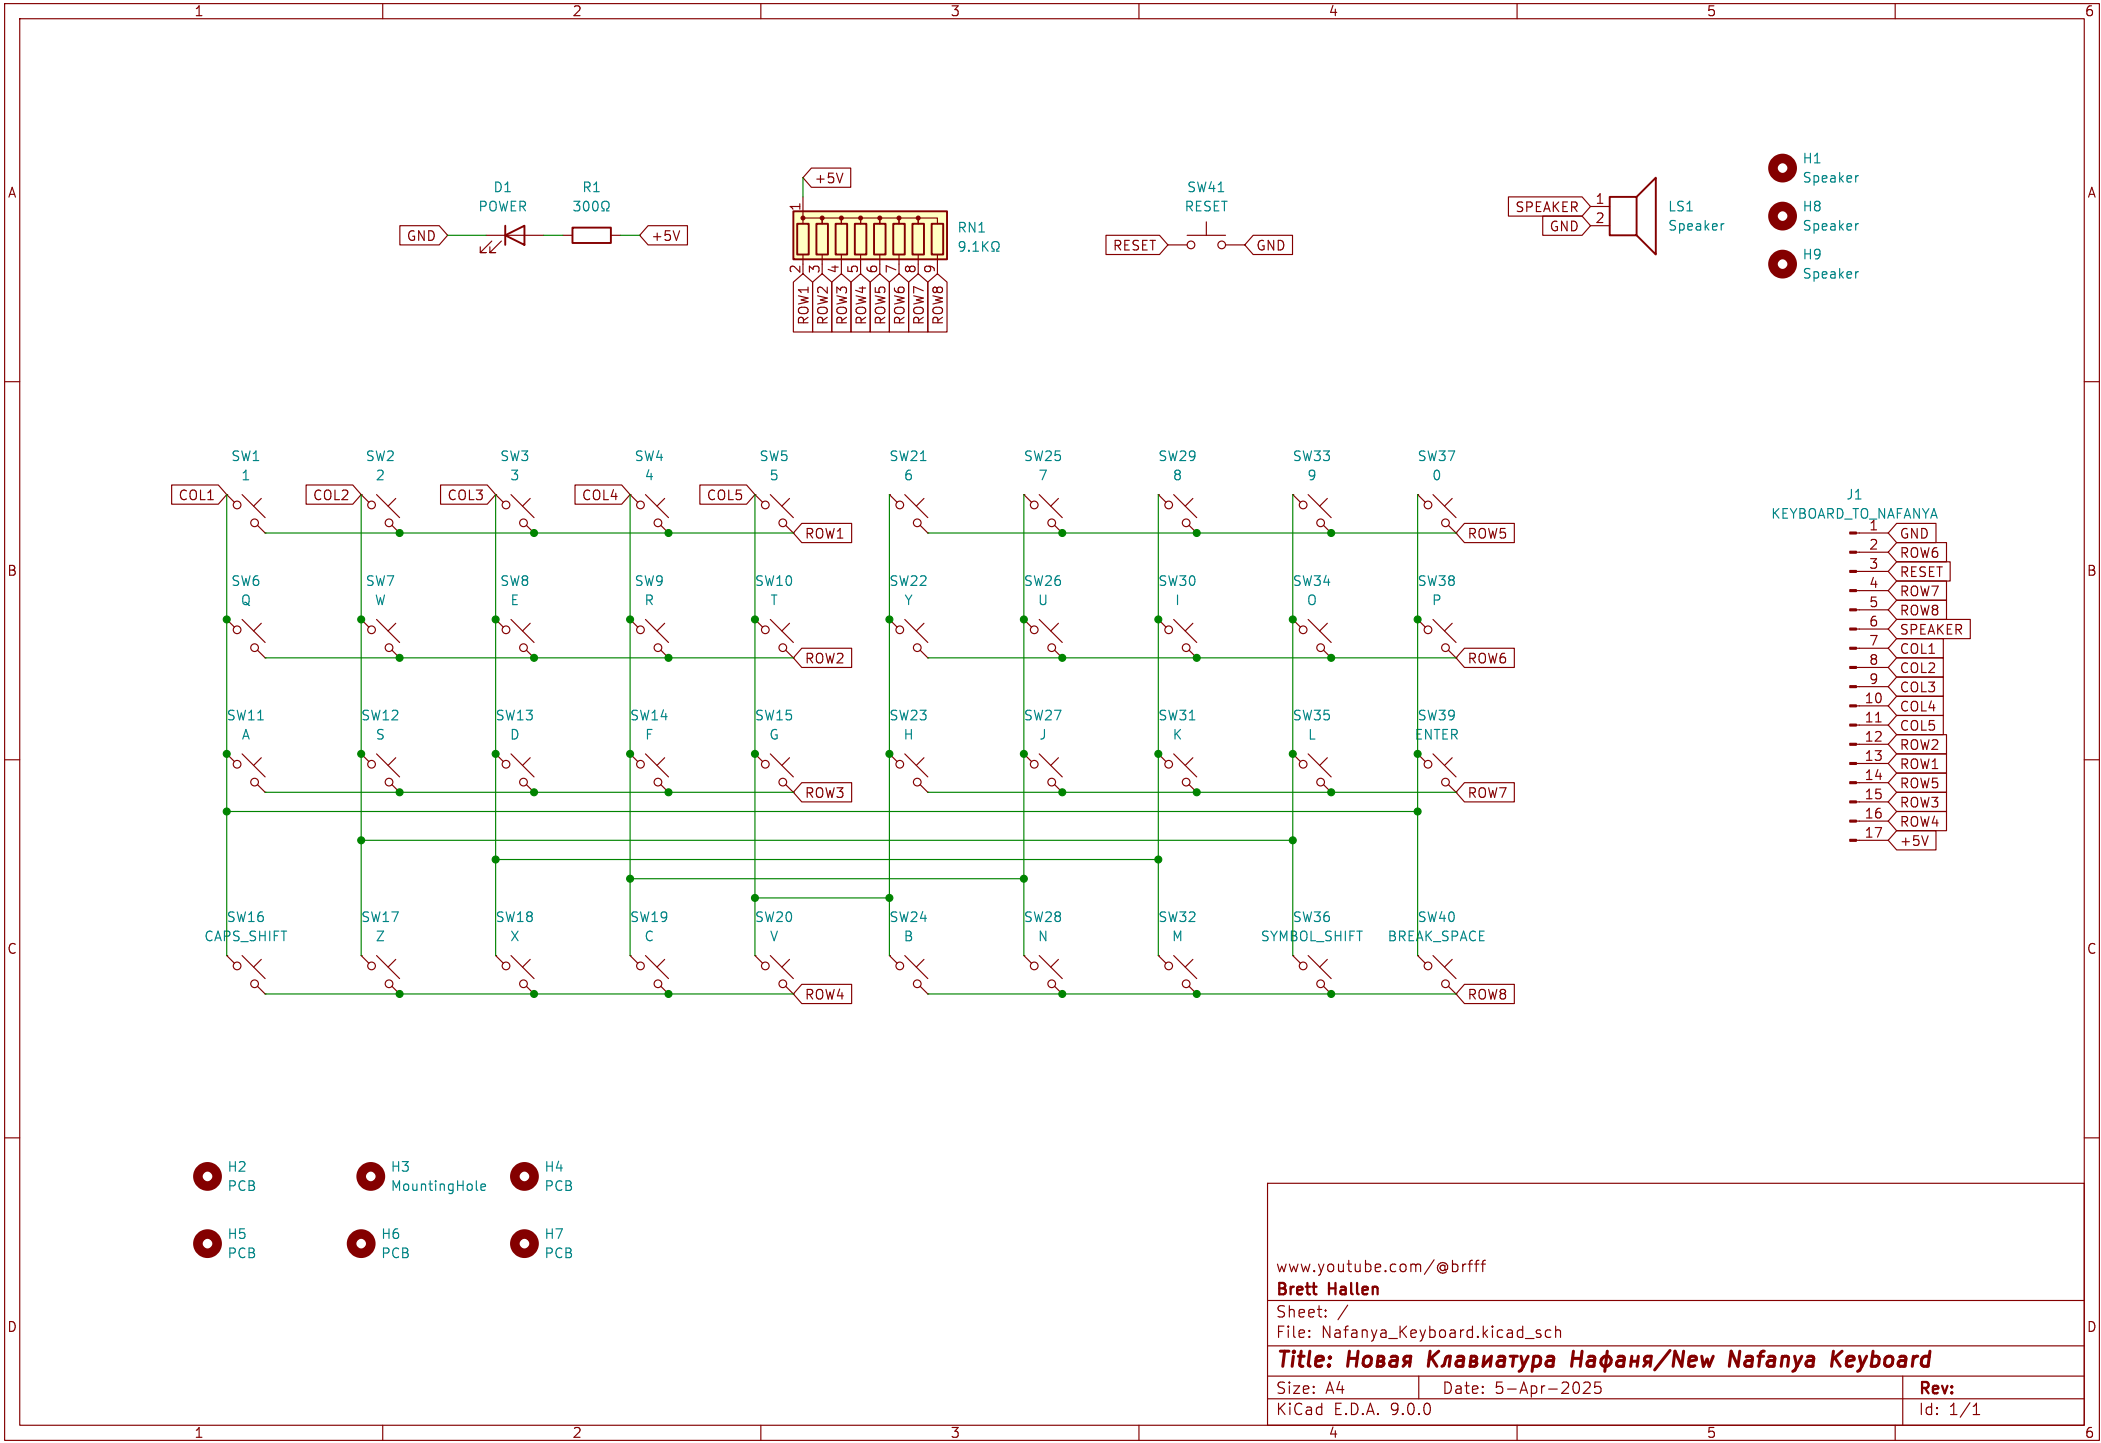 1 2 3 4 5 6
A A
B B
C C
D D
1 2 3 4 5 6
D1
POWER
GND
R1
300Ω
+5V
+5V
1
RN1
9.1KΩ
2 3 4 5 6 7 8 9
ROW1 ROW2 ROW3 ROW4 ROW5 ROW6 ROW7 ROW8
SW41
RESET
RESET GND
SPEAKER 1
GND 2
LS1
Speaker
H1
Speaker
H8
Speaker
H9
Speaker
SW1 SW2 SW3 SW4 SW5 SW21 SW25 SW29 SW33 SW37
1 2 3 4 5 6 7 8 9 0
COL1 COL2 COL3 COL4 COL5
ROW1 ROW5
SW6 SW7 SW8 SW9 SW10 SW22 SW26 SW30 SW34 SW38
Q W E R T Y U I O P
ROW2 ROW6
SW11 SW12 SW13 SW14 SW15 SW23 SW27 SW31 SW35 SW39
A S D F G H J K L ENTER
ROW3 ROW7
SW16 SW17 SW18 SW19 SW20 SW24 SW28 SW32 SW36 SW40
CAPS_SHIFT Z X C V B N M SYMBOL_SHIFT BREAK_SPACE
ROW4 ROW8
J1
KEYBOARD_TO_NAFANYA
1 GND
2 ROW6
3 RESET
4 ROW7
5 ROW8
6 SPEAKER
7 COL1
8 COL2
9 COL3
10 COL4
11 COL5
12 ROW2
13 ROW1
14 ROW5
15 ROW3
16 ROW4
17 +5V
H2
PCB
H3
MountingHole
H4
PCB
H5
PCB
H6
PCB
H7
PCB
www.youtube.com/@brfff
Brett Hallen
Sheet: /
File: Nafanya_Keyboard.kicad_sch
Title: Новая Клавиатура Нафаня/New Nafanya Keyboard
Size: A4 Date: 5-Apr-2025 Rev:
KiCad E.D.A. 9.0.0 Id: 1/1